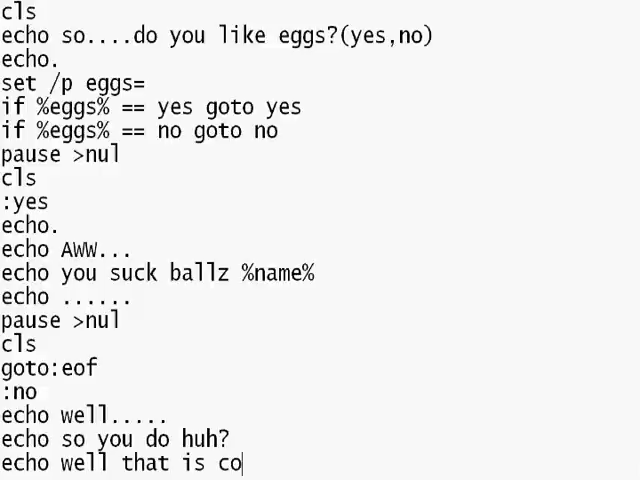 cls
echo so....do you like eggs?(yes,no)
echo.
set /p eggs=
if %eggs% == yes goto yes
if %eggs% == no goto no
pause >nul
cls
:yes
echo.
echo AWW...
echo you suck ballz %name%
echo ......
pause >nul
cls
goto:eof
:no
echo well.....
echo so you do huh?
echo well that is co